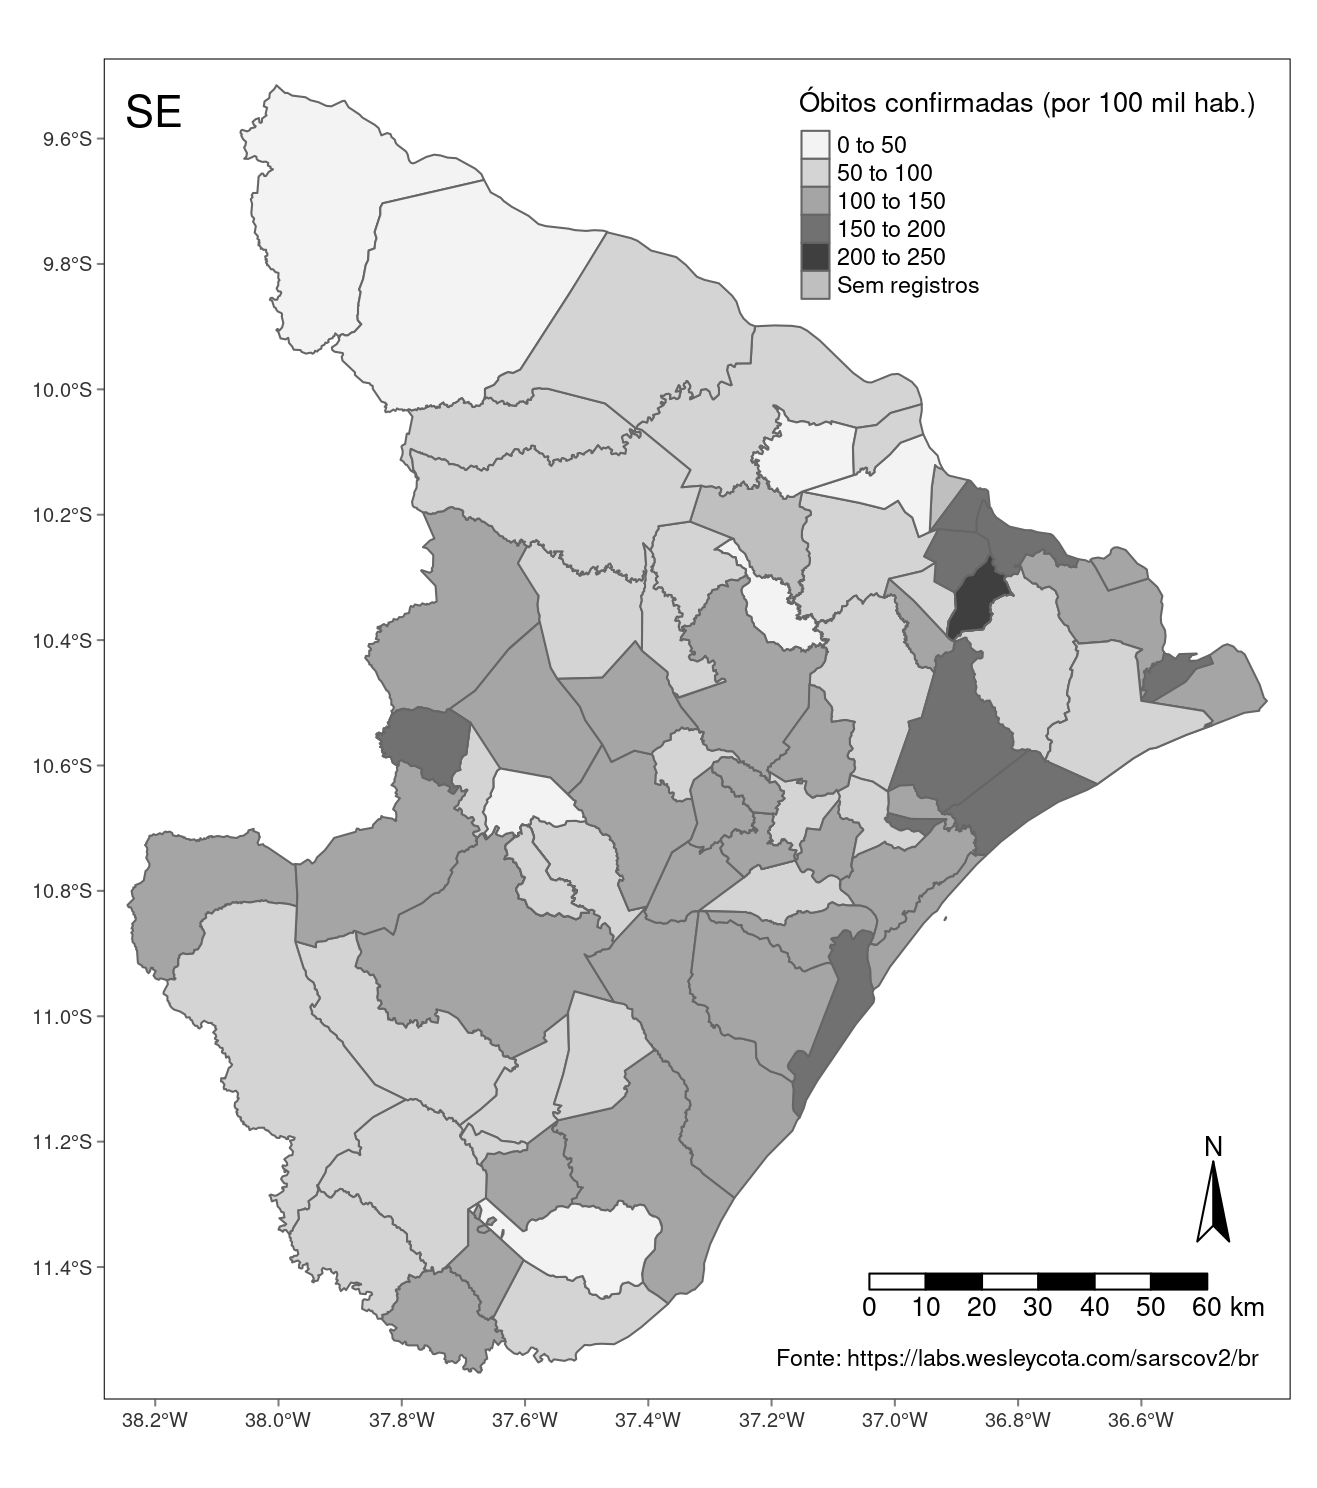 SE
Óbitos confirmadas (por 100 mil hab.)
0 to 50
50 to 100
100 to 150
150 to 200
200 to 250
Sem registros
9.6°S
9.8°S
10.0°S
10.2°S
10.4°S
10.6°S
10.8°S
11.0°S
11.2°S
11.4°S
N
0 10 20 30 40 50 60 km
Fonte: https://labs.wesleycota.com/sarscov2/br
38.2°W 38.0°W 37.8°W 37.6°W 37.4°W 37.2°W 37.0°W 36.8°W 36.6°W